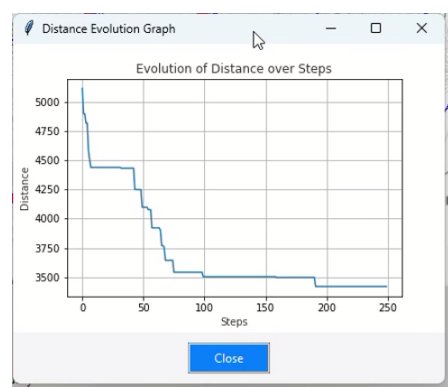 Distance Evolution Graph
Evolution of Distance over Steps
Distance
5000
4750
4500
4250
4000
3750
3500
0 50 100 150 200 250
Steps
Close